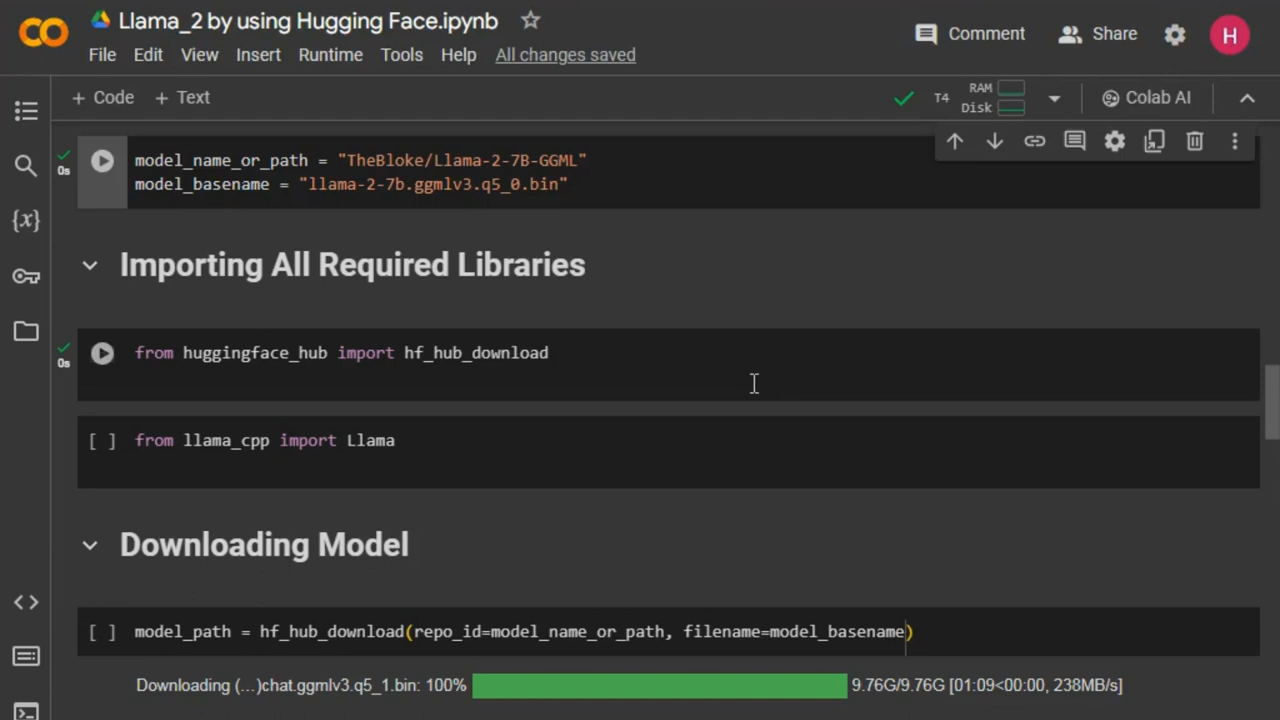 Llama_2 by using Hugging Face.ipynb
Comment
Share
H
File Edit View Insert Runtime Tools Help All changes saved
+ Code + Text
T4
RAM
Disk
Colab AI
0s
model_name_or_path = "TheBloke/Llama-2-7B-GGML"
model_basename = "llama-2-7b.ggmlv3.q5_0.bin"
{x}
Importing All Required Libraries
0s
from huggingface_hub import hf_hub_download
[ ] from llama_cpp import Llama
Downloading Model
[ ] model_path = hf_hub_download(repo_id=model_name_or_path, filename=model_basename)
Downloading (…)chat.ggmlv3.q5_1.bin: 100% 9.76G/9.76G [01:09<00:00, 238MB/s]